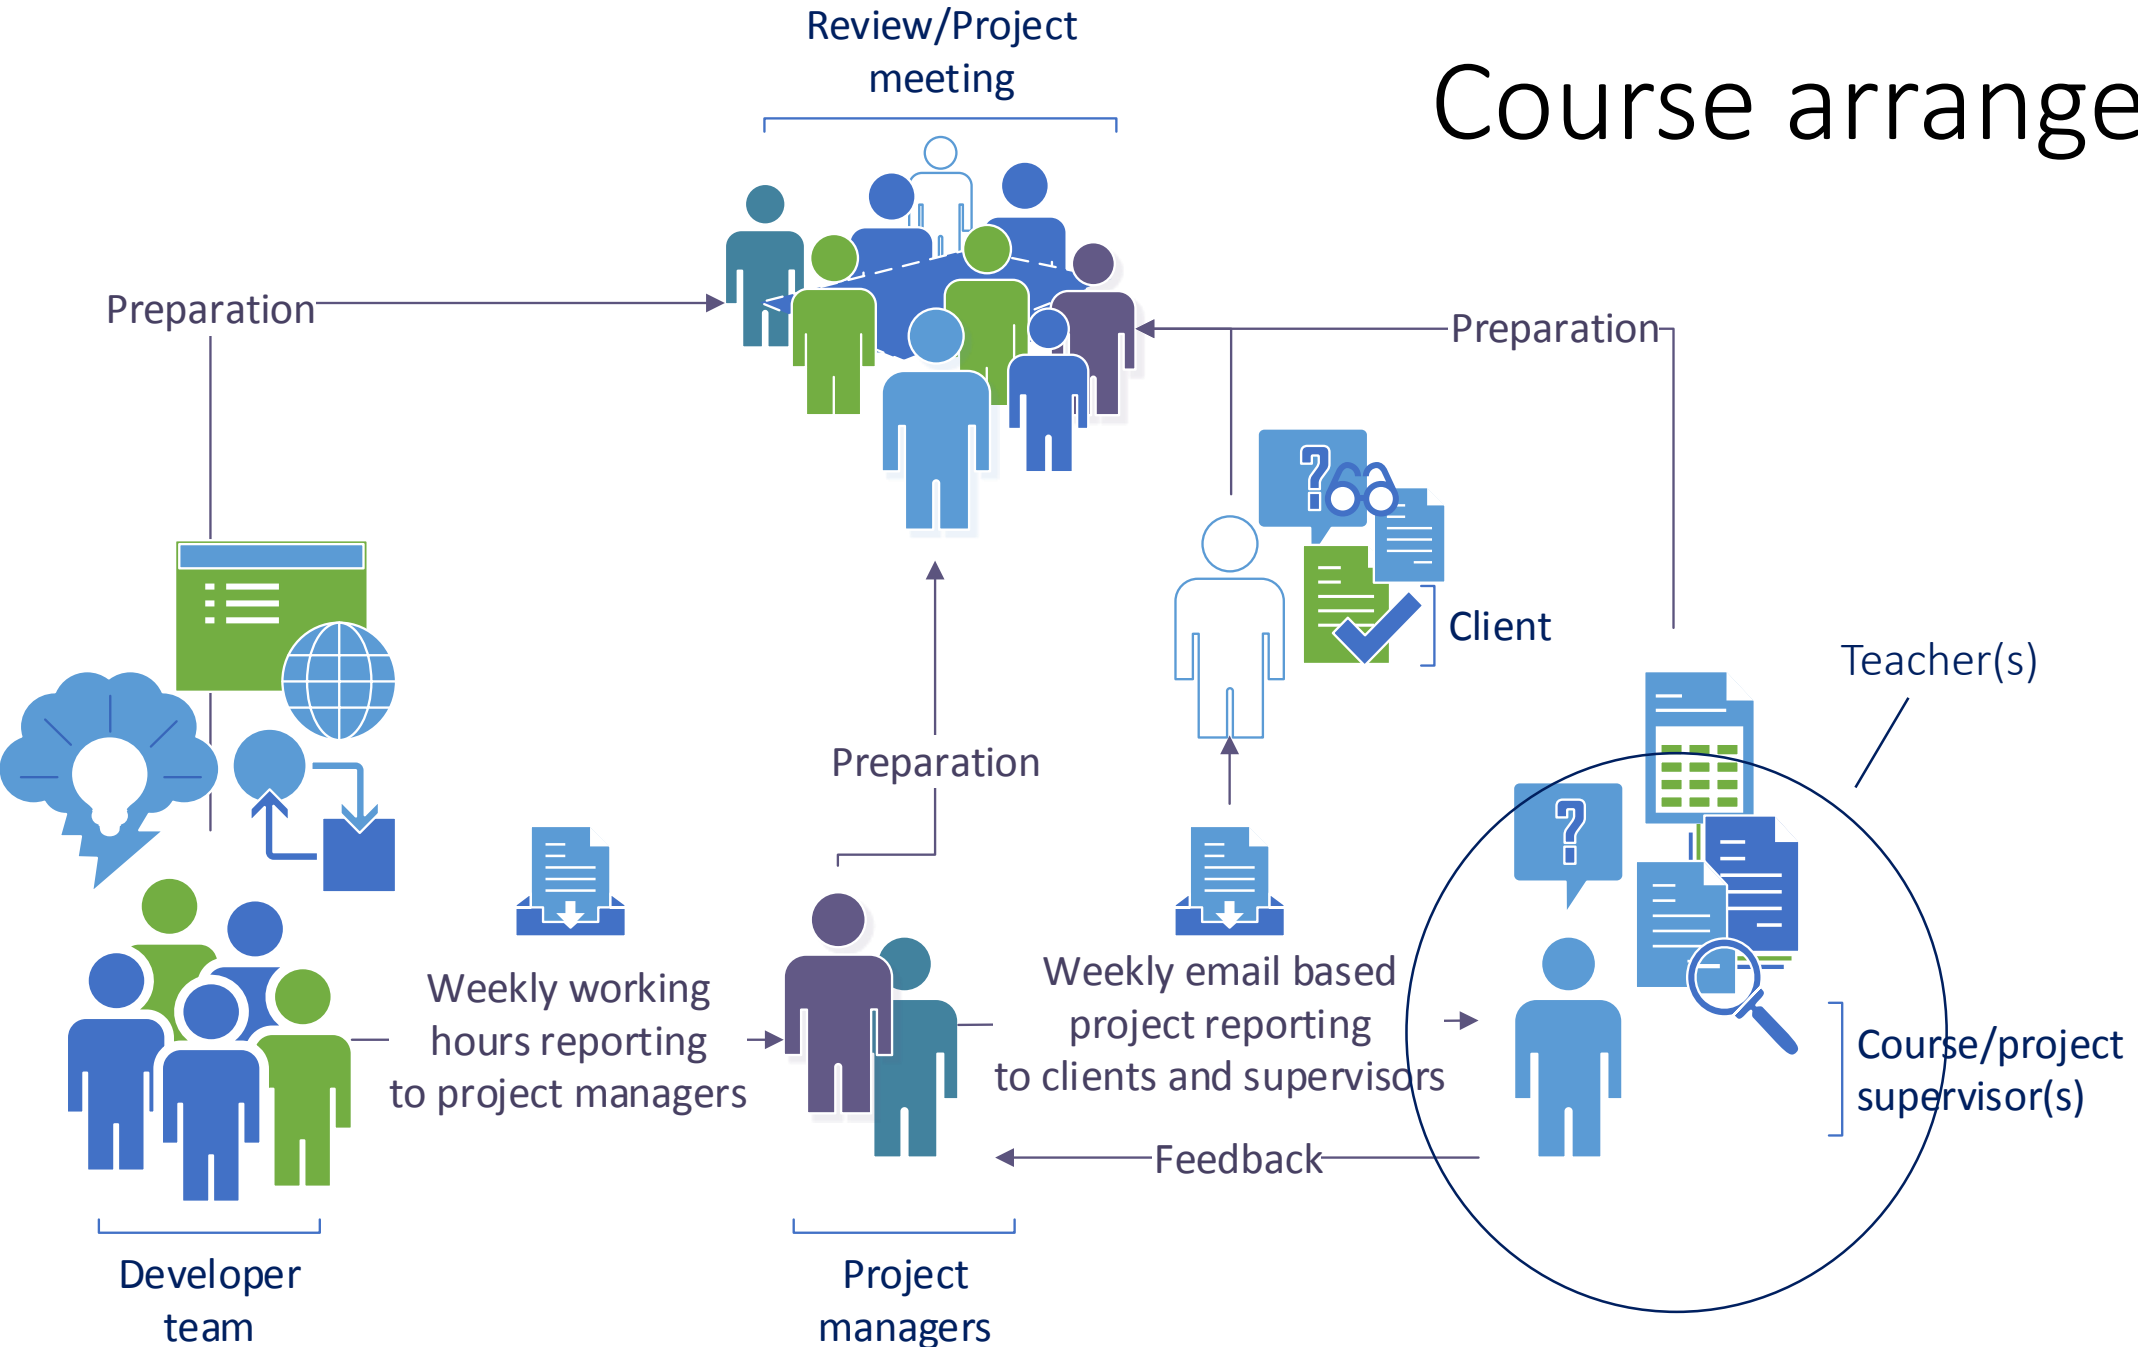 Review/Project
meeting
Course arrange
Preparation
Preparation
?
Client
Teacher(s)
Preparation
?
Weekly working
hours reporting
to project managers
Weekly email based
project reporting
to clients and supervisors
Course/project
supervisor(s)
Feedback
Developer
team
Project
managers